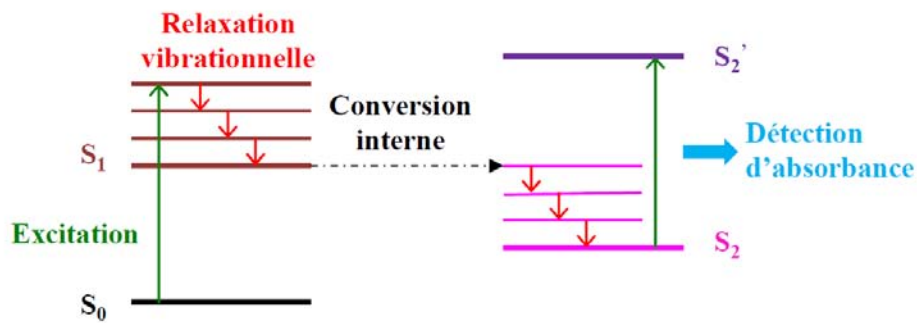 Relaxation
vibrationnelle
S₂’
Conversion
interne
Détection
d’absorbance
S₁
Excitation
S₂
S₀